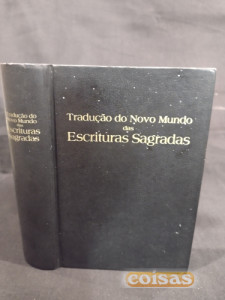 Tradução do
Novo Mundo
das
Escrituras
Sagradas
Tradução do Novo Mundo
das
Escrituras Sagradas
coisas